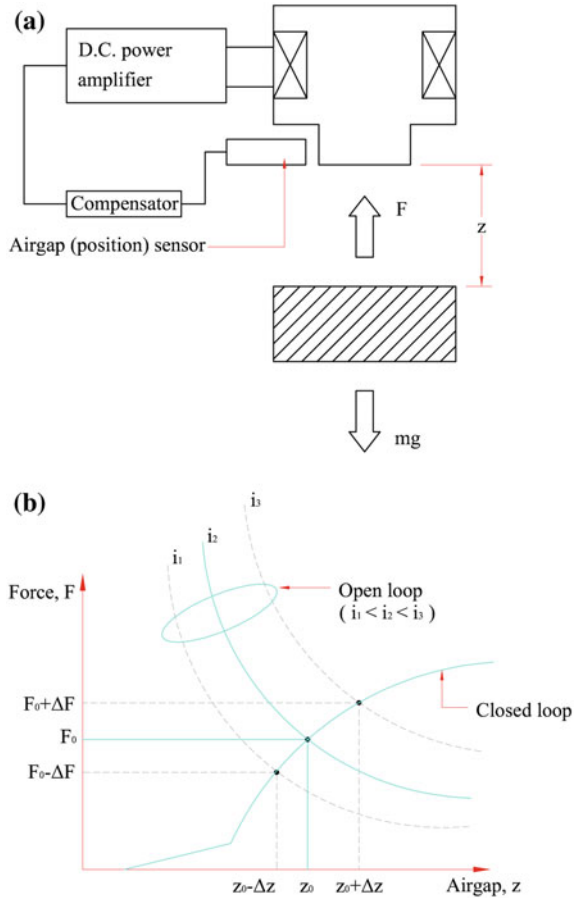 (a)
D.C. power
amplifier
Compensator
Airgap (position) sensor
F
z
mg
(b)
i₃
i₂
i₁
Force, F
Open loop
( i₁ < i₂ < i₃ )
F₀+ΔF
Closed loop
F₀
F₀-ΔF
z₀-Δz
z₀
z₀+Δz
Airgap, z